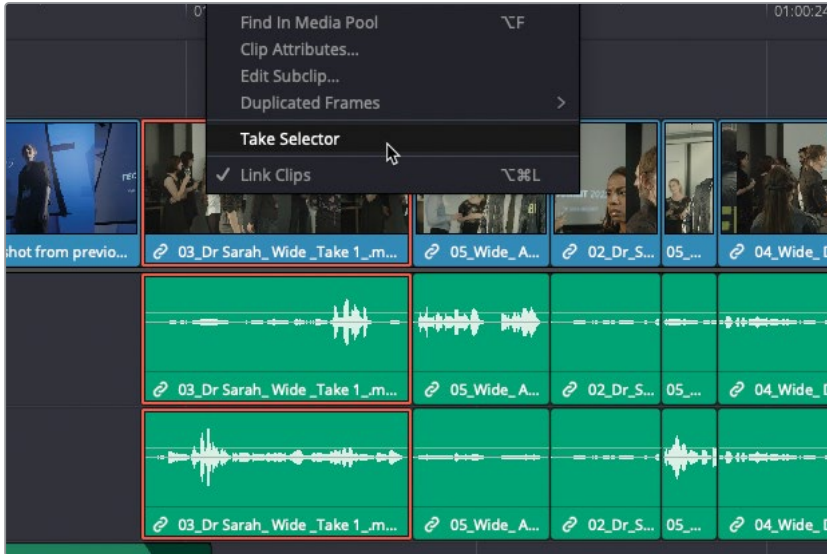 01:00:24
Find In Media Pool ⌥F
Clip Attributes...
Edit Subclip...
Duplicated Frames >
Take Selector
✓ Link Clips ⌥⌘L
shot from previo... 03_Dr Sarah_ Wide _Take 1_.m... 05_Wide_ A... 02_Dr_S... 05_... 04_Wide_
03_Dr Sarah_ Wide _Take 1_.m... 05_Wide_ A... 02_Dr_S... 05_... 04_Wide_
03_Dr Sarah_ Wide _Take 1_.m... 05_Wide_ A... 02_Dr_S... 05_... 04_Wide_